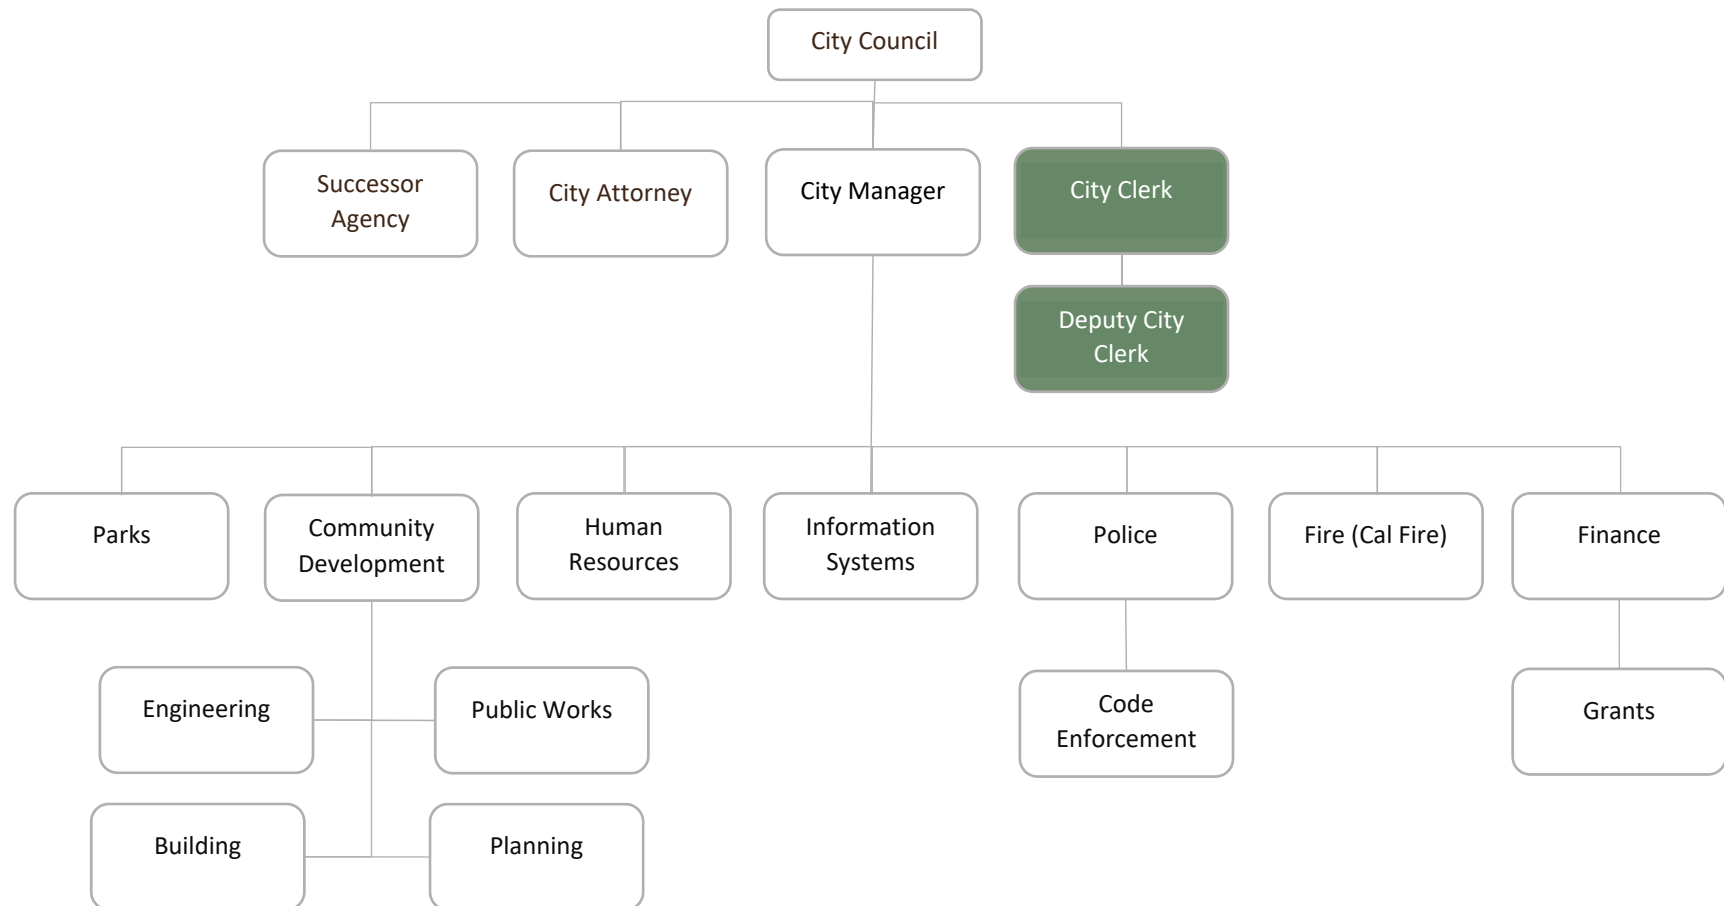 City Council
Successor
Agency
City Attorney
City Manager
City Clerk
Deputy City
Clerk
Parks
Community
Development
Human
Resources
Information
Systems
Police
Fire (Cal Fire)
Finance
Engineering
Public Works
Code
Enforcement
Grants
Building
Planning